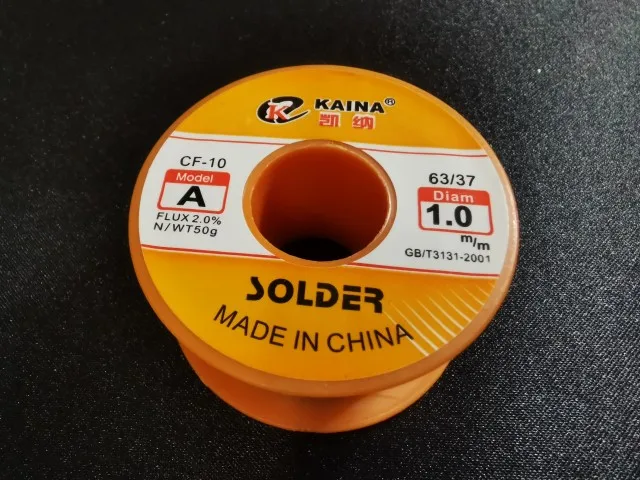 K KAINA®
凯纳
CF-10
Model
A
FLUX 2.0%
N/WT50g
63/37
Diam
1.0
m/m
GB/T3131-2001
SOLDER
MADE IN CHINA